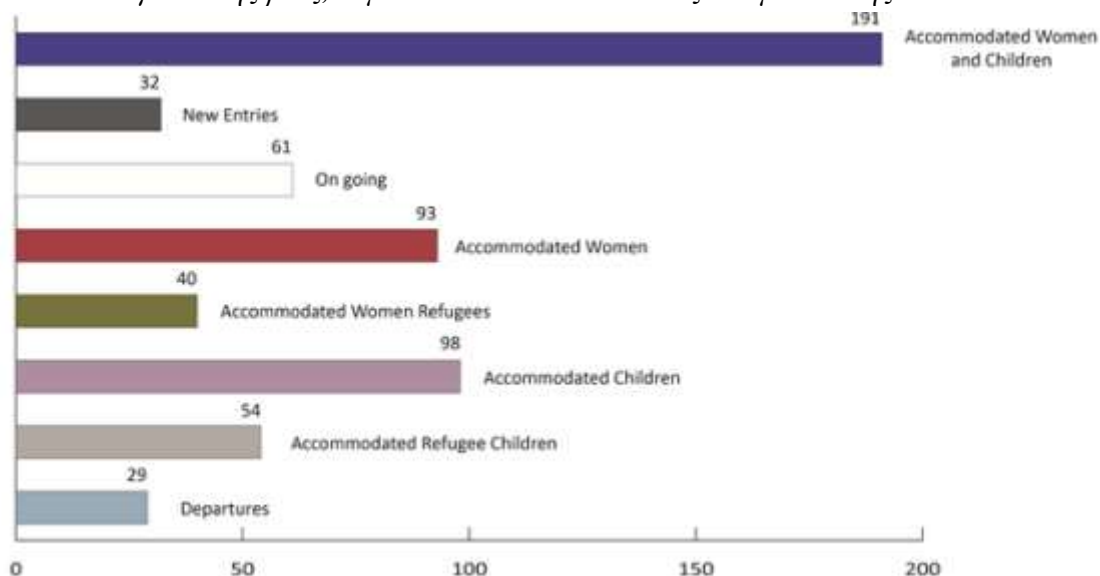 191
Accommodated Women
and Children
32
New Entries
61
On going
93
Accommodated Women
40
Accommodated Women Refugees
98
Accommodated Children
54
Accommodated Refugee Children
29
Departures
0 50 100 150 200